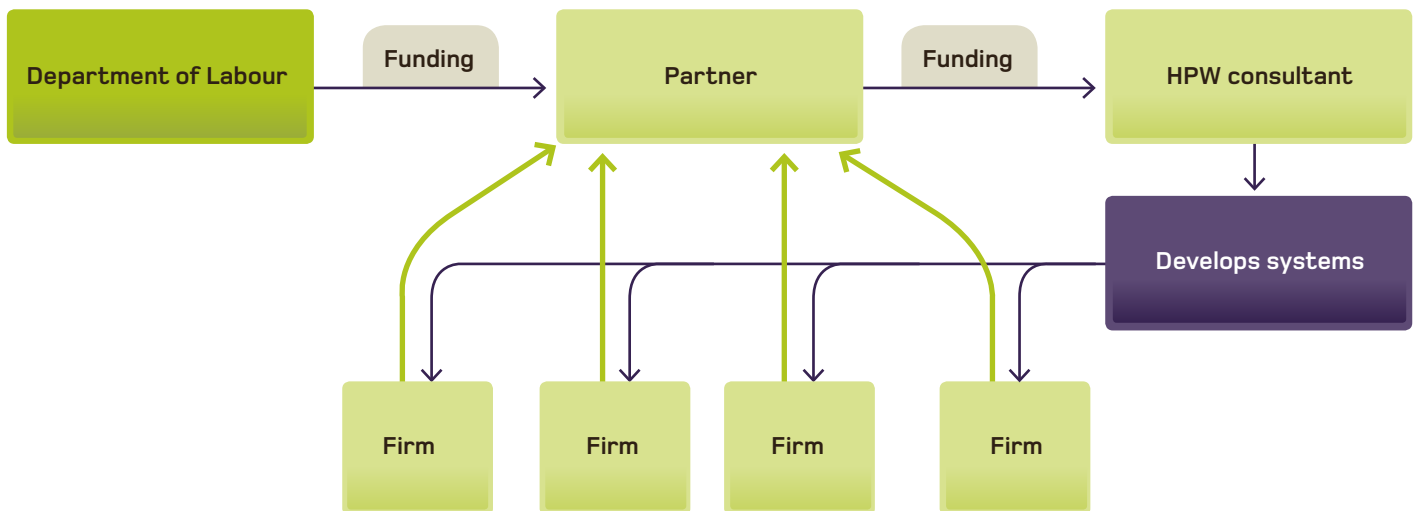 Department of Labour
Funding
Partner
Funding
HPW consultant
Develops systems
Firm
Firm
Firm
Firm